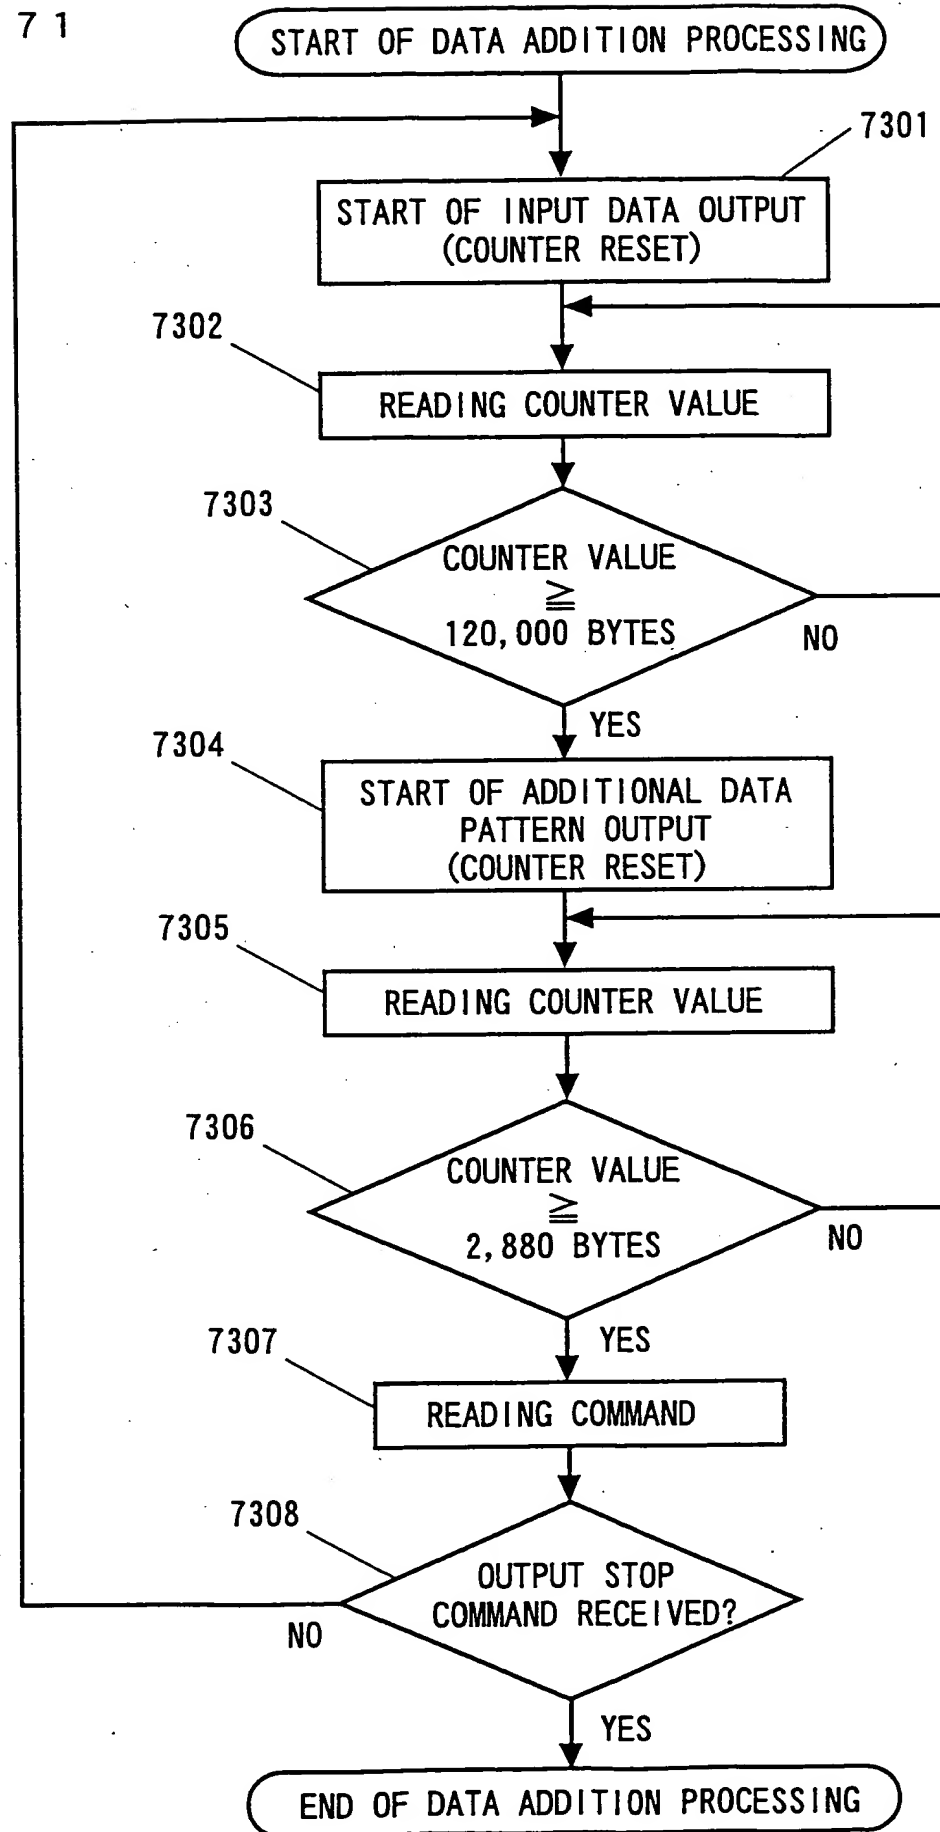 71
START OF DATA ADDITION PROCESSING
7301
START OF INPUT DATA OUTPUT
(COUNTER RESET)
7302
READING COUNTER VALUE
7303
COUNTER VALUE
≧
120,000 BYTES
NO
YES
7304
START OF ADDITIONAL DATA
PATTERN OUTPUT
(COUNTER RESET)
7305
READING COUNTER VALUE
7306
COUNTER VALUE
≧
2,880 BYTES
NO
YES
7307
READING COMMAND
7308
OUTPUT STOP
COMMAND RECEIVED?
NO
YES
END OF DATA ADDITION PROCESSING